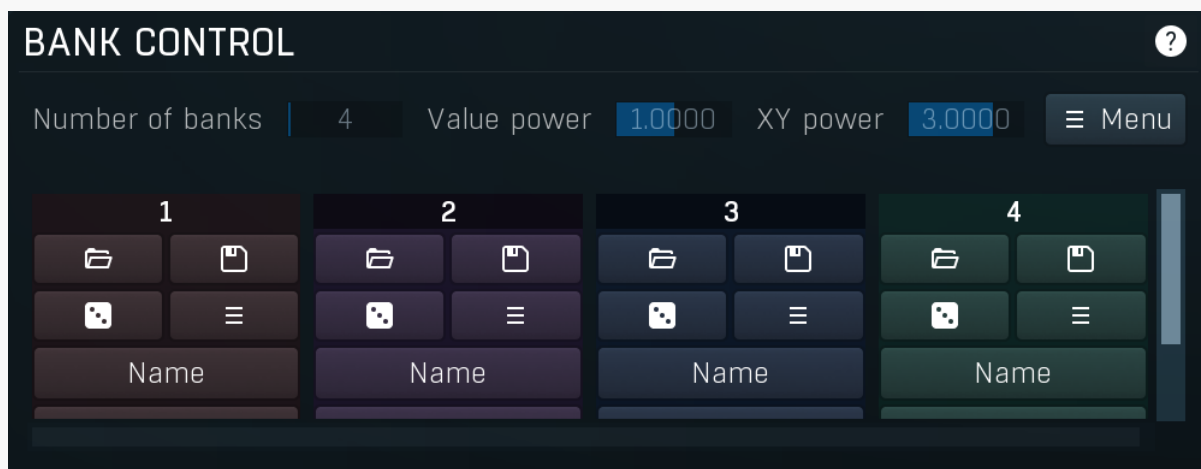 BANK CONTROL ?
Number of banks 4 Value power 1.0000 XY power 3.0000 Menu
1 2 3 4
Name Name Name Name